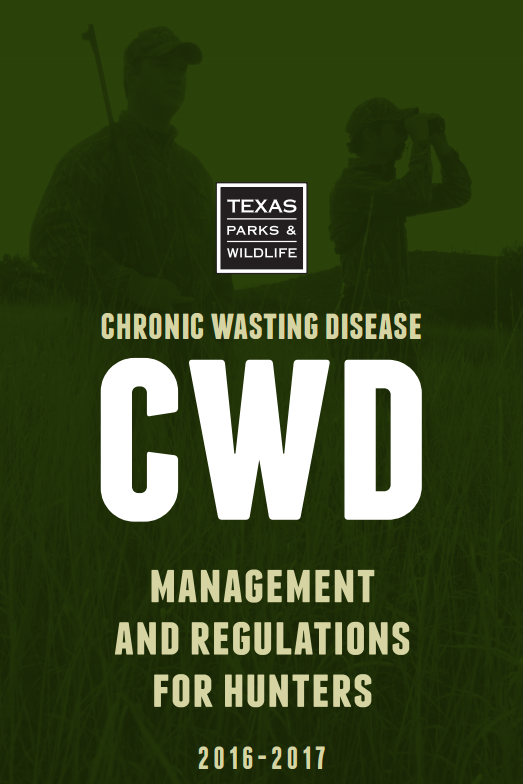 TEXAS
PARKS &
WILDLIFE
CHRONIC WASTING DISEASE
CWD
MANAGEMENT
AND REGULATIONS
FOR HUNTERS
2016-2017